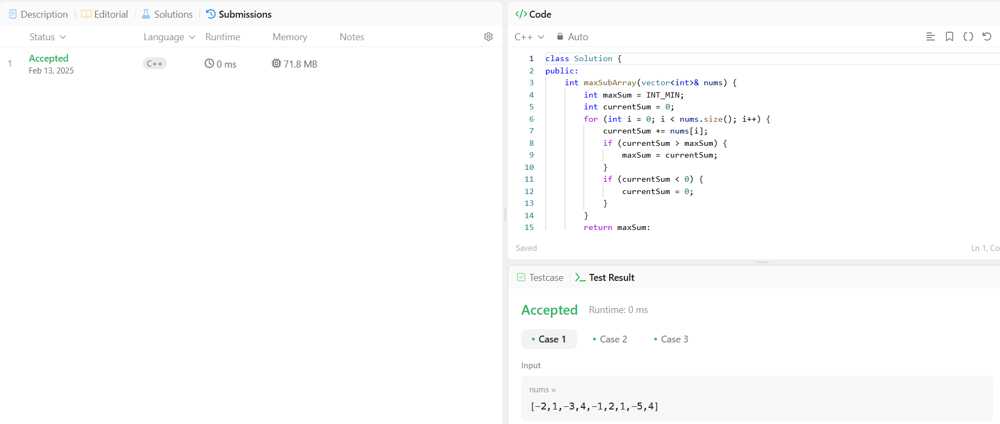 Description Editorial Solutions Submissions
Status Language Runtime Memory Notes
1 Accepted C++ 0 ms 71.8 MB
Feb 13, 2025
Code
C++ Auto
1 class Solution {
2 public:
3 int maxSubArray(vector<int>& nums) {
4 int maxSum = INT_MIN;
5 int currentSum = 0;
6 for (int i = 0; i < nums.size(); i++) {
7 currentSum += nums[i];
8 if (currentSum > maxSum) {
9 maxSum = currentSum;
10 }
11 if (currentSum < 0) {
12 currentSum = 0;
13 }
14 }
15 return maxSum:
Saved Ln 1, Co
Testcase Test Result
Accepted Runtime: 0 ms
Case 1 Case 2 Case 3
Input
nums =
[-2,1,-3,4,-1,2,1,-5,4]